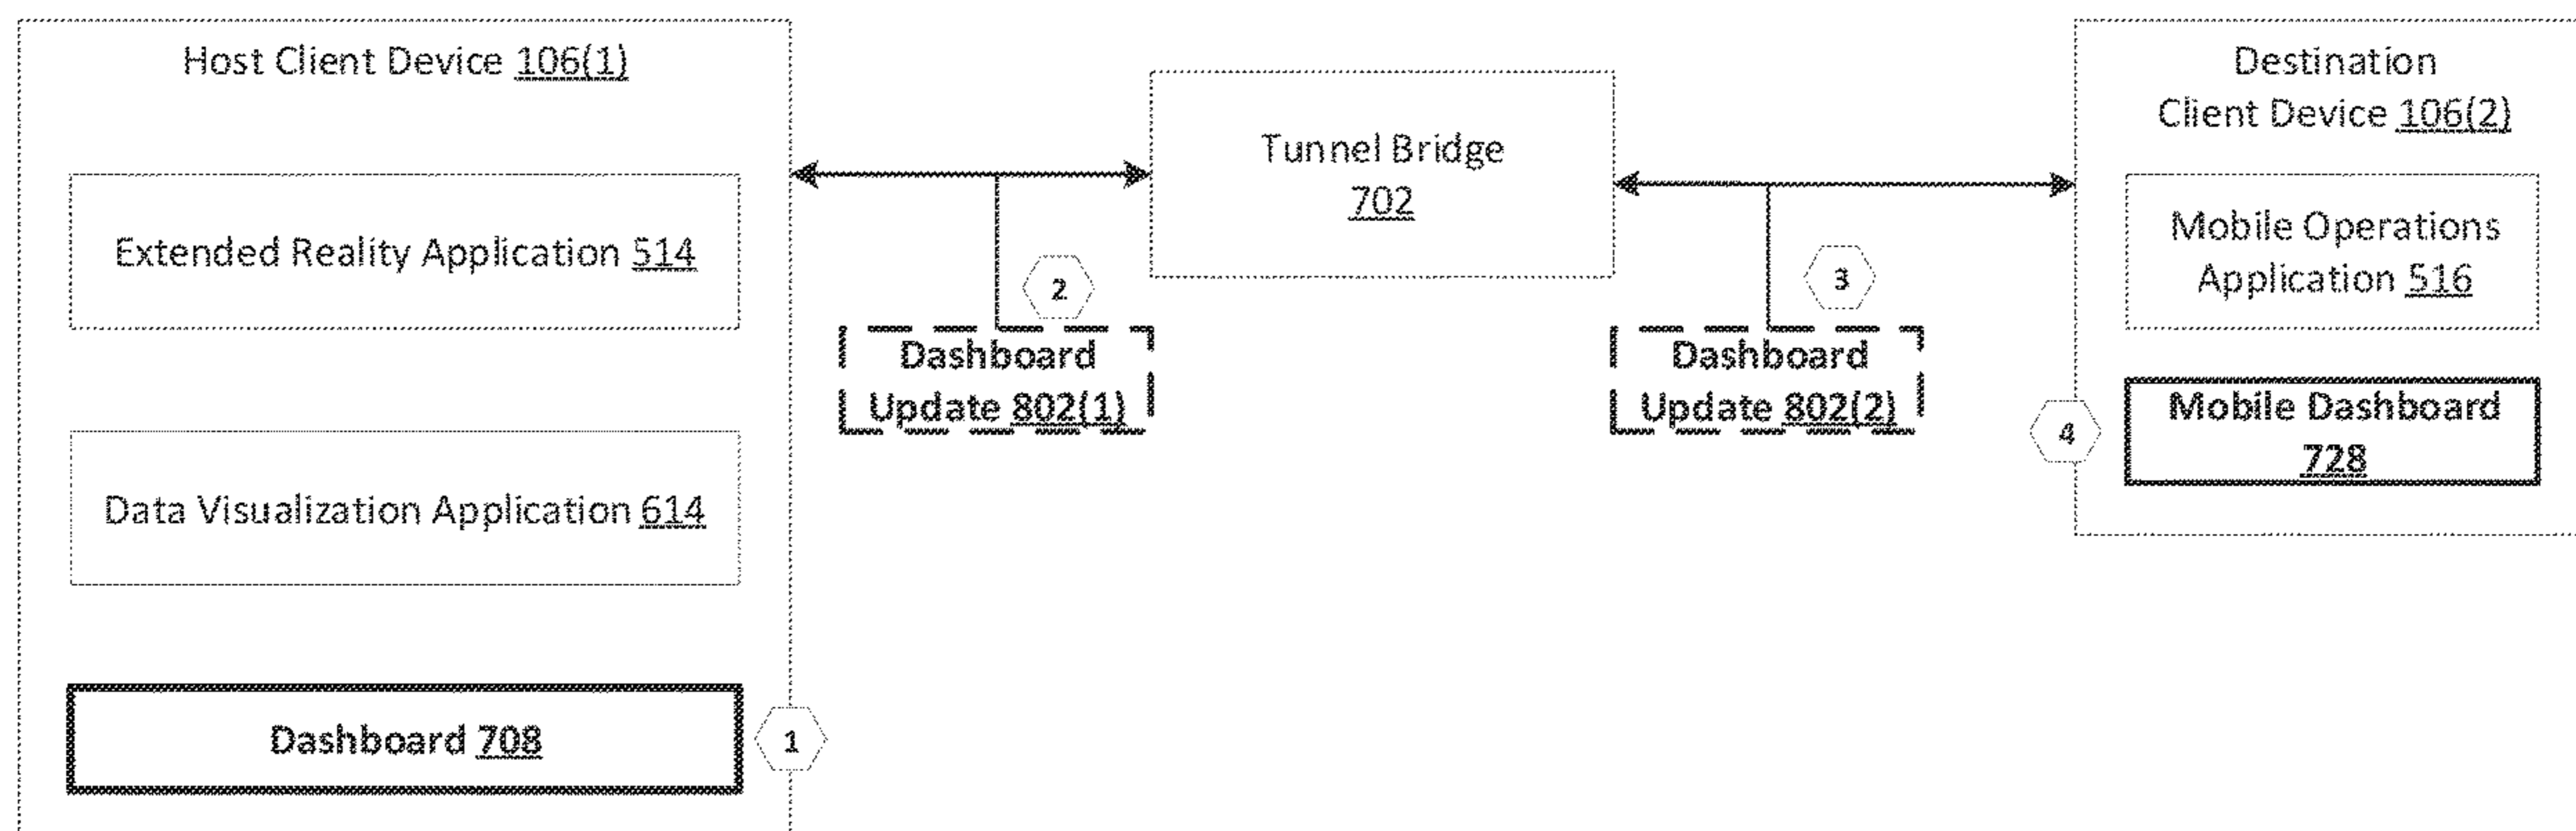 Host Client Device 106(1)
Extended Reality Application 514
Data Visualization Application 614
Dashboard 708
1
2
Dashboard
Update 802(1)
Tunnel Bridge
702
3
Dashboard
Update 802(2)
Destination
Client Device 106(2)
Mobile Operations
Application 516
4
Mobile Dashboard
728